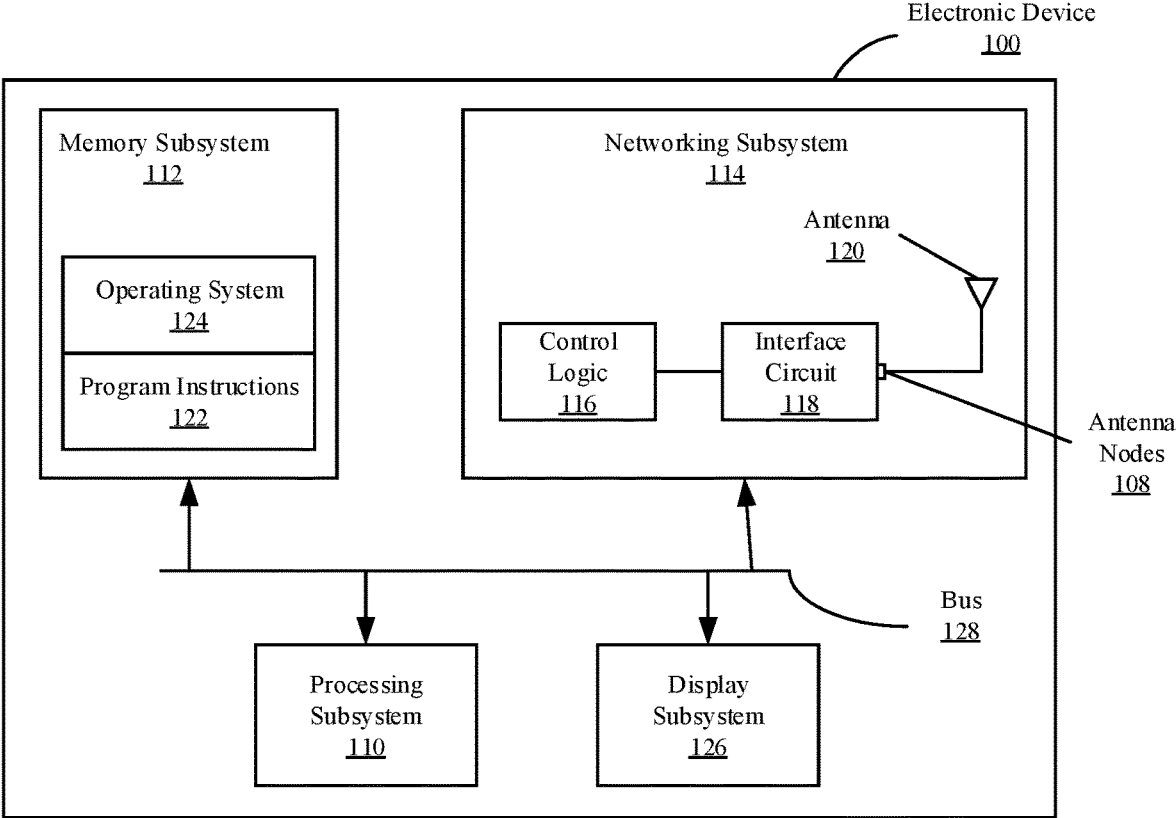 Electronic Device
100
Memory Subsystem
112
Operating System
124
Program Instructions
122
Networking Subsystem
114
Antenna
120
Control
Logic
116
Interface
Circuit
118
Antenna
Nodes
108
Bus
128
Processing
Subsystem
110
Display
Subsystem
126